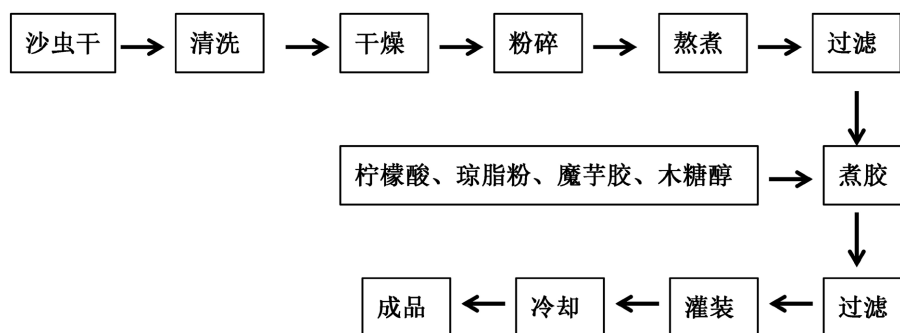 沙虫干 清洗 干燥 粉碎 熬煮 过滤
柠檬酸、琼脂粉、魔芋胶、木糖醇 煮胶
成品 冷却 灌装 过滤